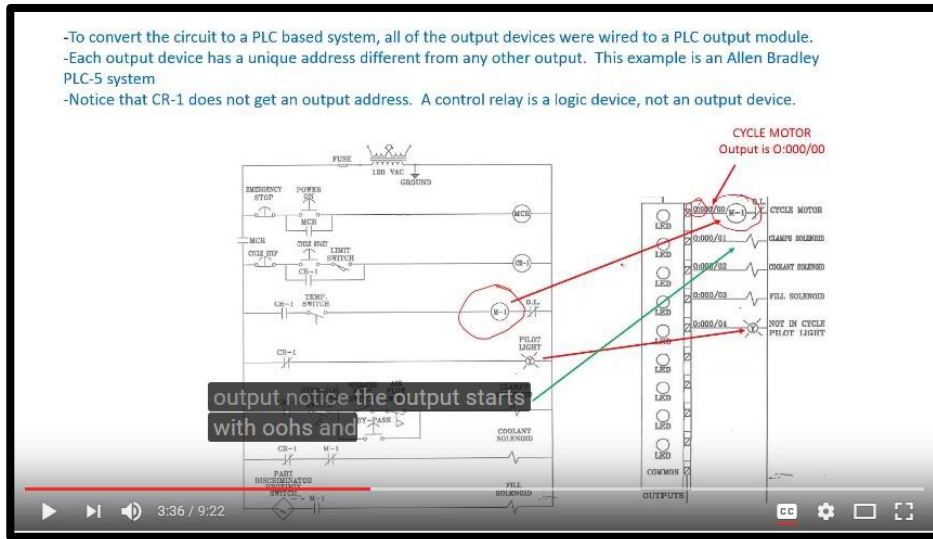 -To convert the circuit to a PLC based system, all of the output devices were wired to a PLC output module.
-Each output device has a unique address different from any other output. This example is an Allen Bradley
PLC-5 system
-Notice that CR-1 does not get an output address. A control relay is a logic device, not an output device.
CYCLE MOTOR
Output is O:000/00
FUSE
120 VAC
GROUND
EMERGENCY
STOP
POWER
ON
MCR
MCR
MCR
CYCLE STOP
CYCLE START
LIMIT
SWITCH
CR-1
CR-1
CR-1
TEMP.
SWITCH
M-1
O.L.
CR-1
PILOT
LIGHT
Y
output notice the output starts
with oohs and
BY-PASS
COOLANT
SOLENOID
CR-1
M-1
PART
DISCRIMINATOR
PROXIMITY
SWITCH
M-1
FILL
SOLENOID
LED
O:000/00
M-1
O.L.
CYCLE MOTOR
LED
O:000/01
CLAMPS SOLENOID
LED
O:000/02
COOLANT SOLENOID
LED
O:000/03
FILL SOLENOID
LED
O:000/04
Y
NOT IN CYCLE
PILOT LIGHT
LED
LED
LED
LED
COMMON
OUTPUTS
3:36 / 9:22
CC